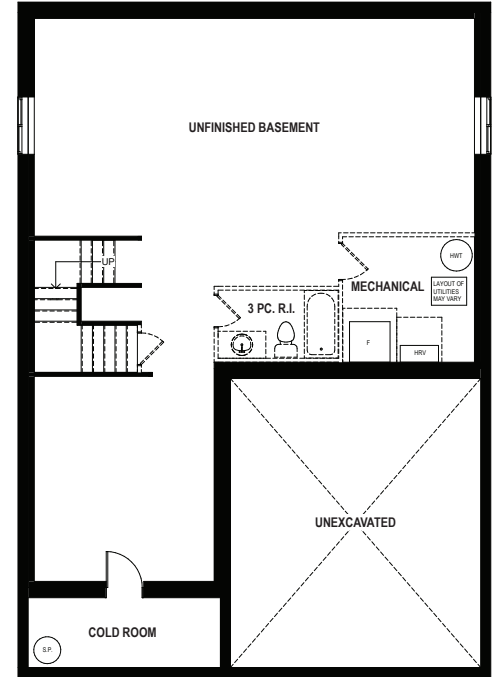 UNFINISHED BASEMENT
UP
HWT
MECHANICAL
LAYOUT OF
UTILITIES
MAY VARY
3 PC. R.I.
F
HRV
UNEXCAVATED
COLD ROOM
S.P.